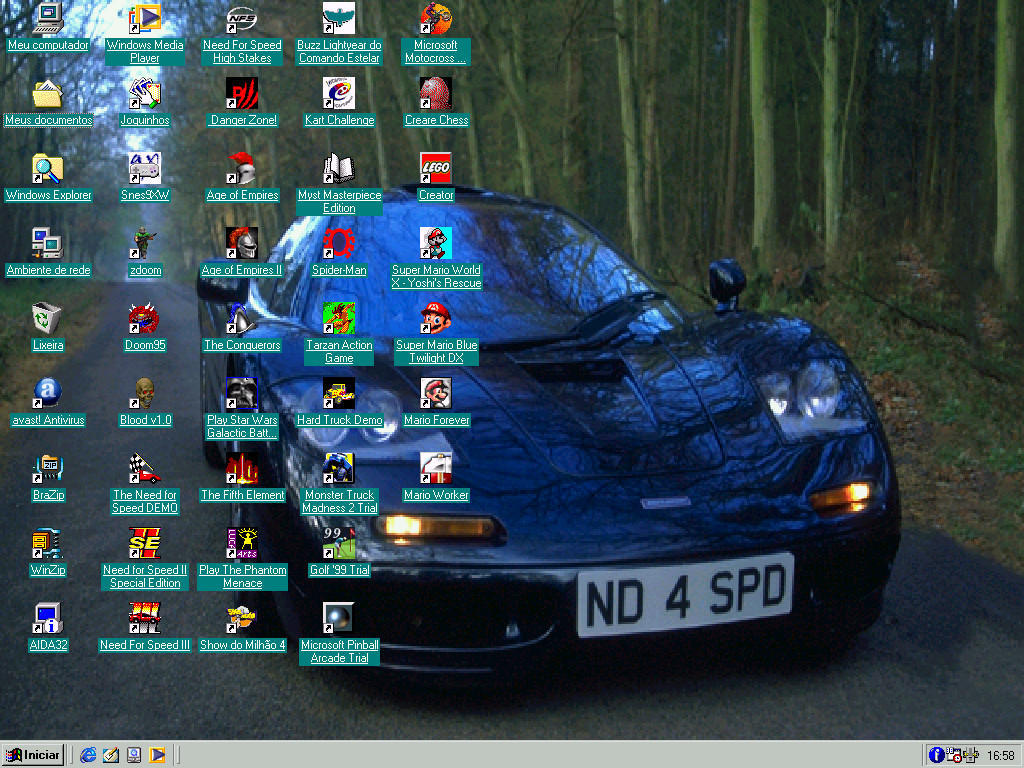 Meu computador
Meus documentos
Windows Explorer
Ambiente de rede
Lixeira
avast! Antivirus
BraZip
WinZip
AIDA32
Windows Media
Player
Joguinhos
Snes9XW
zdoom
Doom95
Blood v1.0
The Need for
Speed DEMO
Need for Speed II
Special Edition
Need For Speed III
NFS
Need For Speed
High Stakes
Danger Zone!
Age of Empires
Age of Empires II
The Conquerors
Play Star Wars
Galactic Batt...
The Fifth Element
Play The Phantom
Menace
Show do Milhão 4
Buzz Lightyear do
Comando Estelar
Kart Challenge
Myst Masterpiece
Edition
Spider-Man
Tarzan Action
Game
Hard Truck Demo
Monster Truck
Madness 2 Trial
99
Golf '99 Trial
Microsoft Pinball
Arcade Trial
Microsoft
Motocross ...
Creare Chess
LEGO
Creator
Super Mario World
X - Yoshi's Rescue
Super Mario Blue
Twilight DX
Mario Forever
Mario Worker
ND 4 SPD
Iniciar
16:58